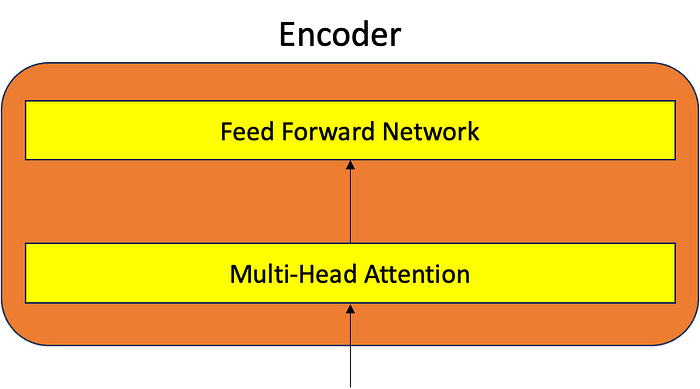 Encoder
Feed Forward Network
Multi-Head Attention